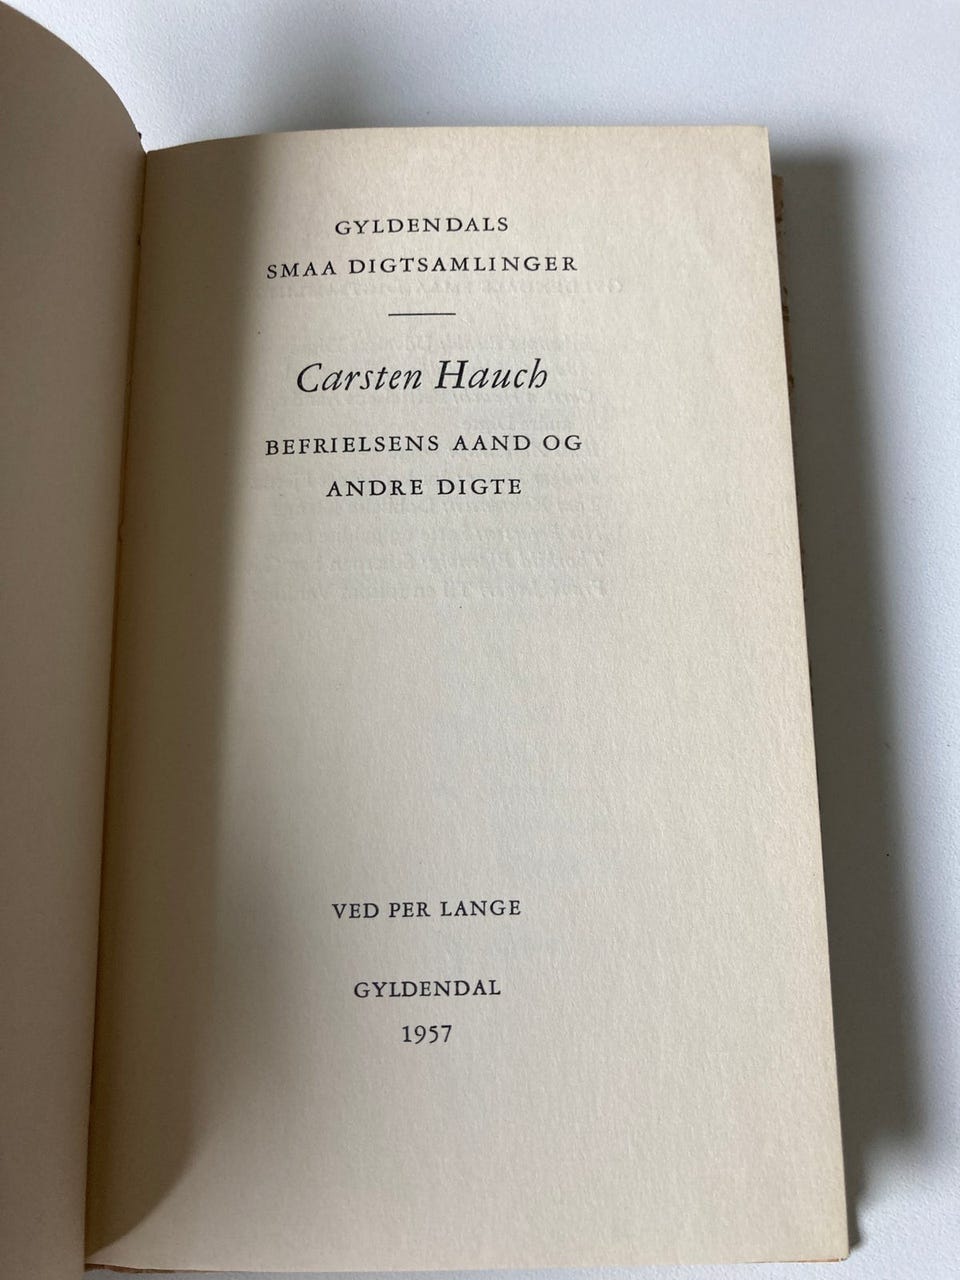 GYLDENDALS
SMAA DIGTSAMLINGER
Carsten Hauch
BEFRIELSENS AAND OG
ANDRE DIGTE
VED PER LANGE
GYLDENDAL
1957